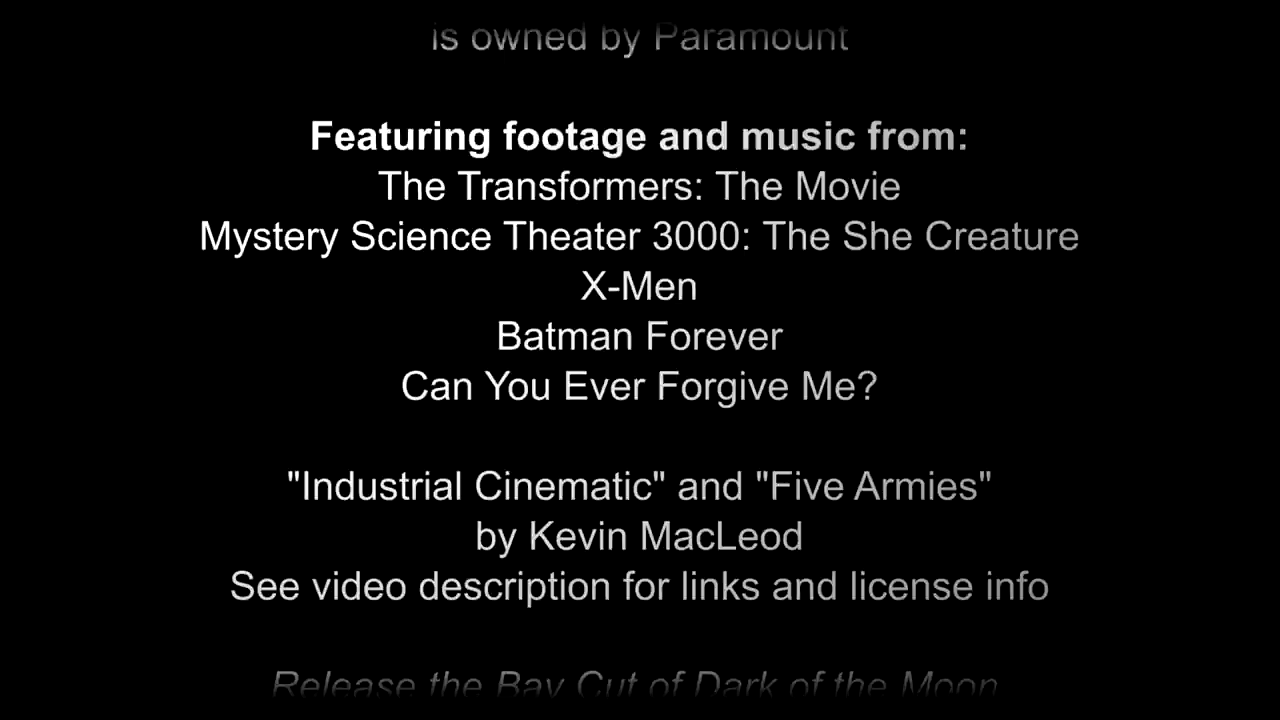 is owned by Paramount
Featuring footage and music from:
The Transformers: The Movie
Mystery Science Theater 3000: The She Creature
X-Men
Batman Forever
Can You Ever Forgive Me?
"Industrial Cinematic" and "Five Armies"
by Kevin MacLeod
See video description for links and license info
Release the Bay Cut of Dark of the Moon